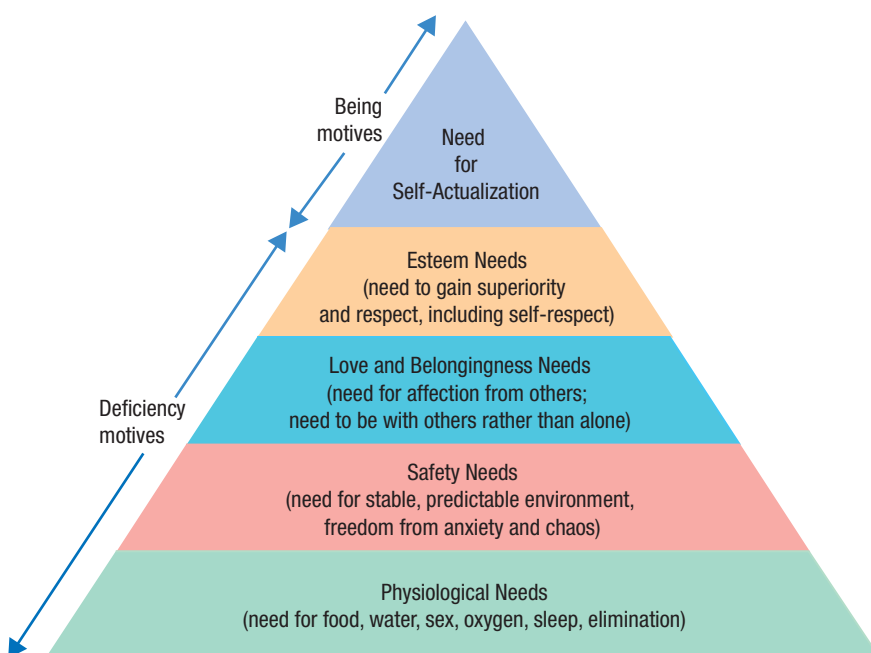 Being
motives
Need
for
Self-Actualization
Esteem Needs
(need to gain superiority
and respect, including self-respect)
Love and Belongingness Needs
(need for affection from others;
need to be with others rather than alone)
Deficiency
motives
Safety Needs
(need for stable, predictable environment,
freedom from anxiety and chaos)
Physiological Needs
(need for food, water, sex, oxygen, sleep, elimination)